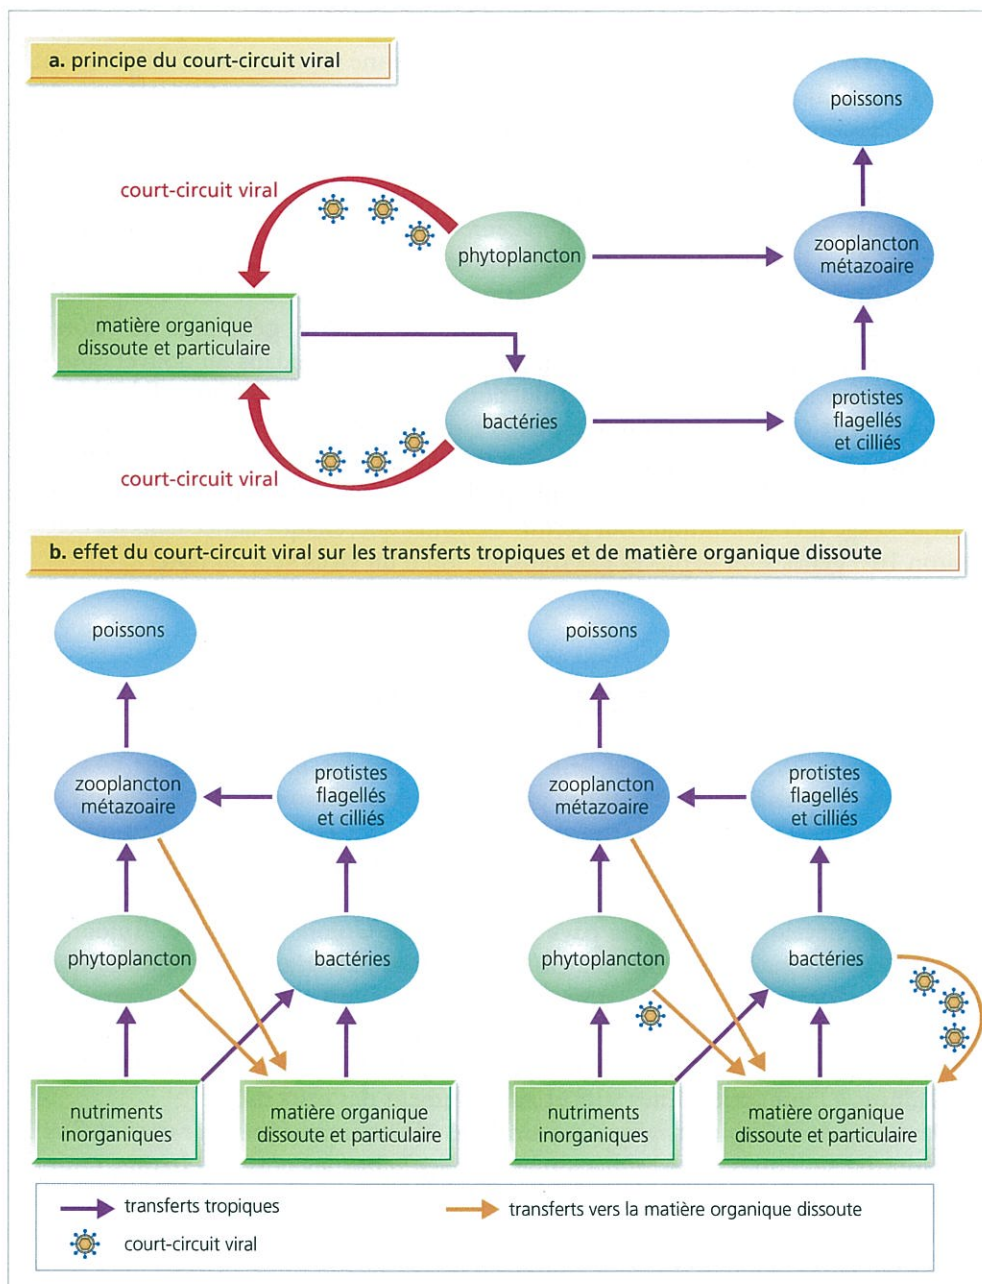 a. principe du court-circuit viral
poissons
court-circuit viral
phytoplancton
zooplancton
métazoaire
matière organique
dissoute et particulaire
bactéries
protistes
flagellés
et cilliés
court-circuit viral
b. effet du court-circuit viral sur les transferts tropiques et de matière organique dissoute
poissons
zooplancton
métazoaire
protistes
flagellés
et cilliés
phytoplancton
bactéries
nutriments
inorganiques
matière organique
dissoute et particulaire
poissons
zooplancton
métazoaire
protistes
flagellés
et cilliés
phytoplancton
bactéries
nutriments
inorganiques
matière organique
dissoute et particulaire
transferts tropiques
transferts vers la matière organique dissoute
court-circuit viral